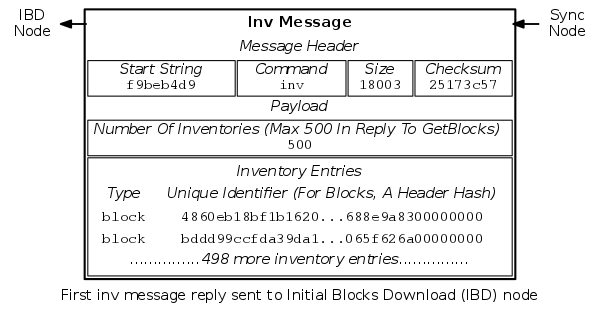 IBD
Node
Inv Message
Sync
Node
Message Header
Start String
f9beb4d9
Command
inv
Size
18003
Checksum
25173c57
Payload
Number Of Inventories (Max 500 In Reply To GetBlocks)
500
Inventory Entries
Type Unique Identifier (For Blocks, A Header Hash)
block 4860eb18bf1b1620...688e9a8300000000
block bddd99ccfda39da1...065f626a00000000
...............498 more inventory entries...............
First inv message reply sent to Initial Blocks Download (IBD) node